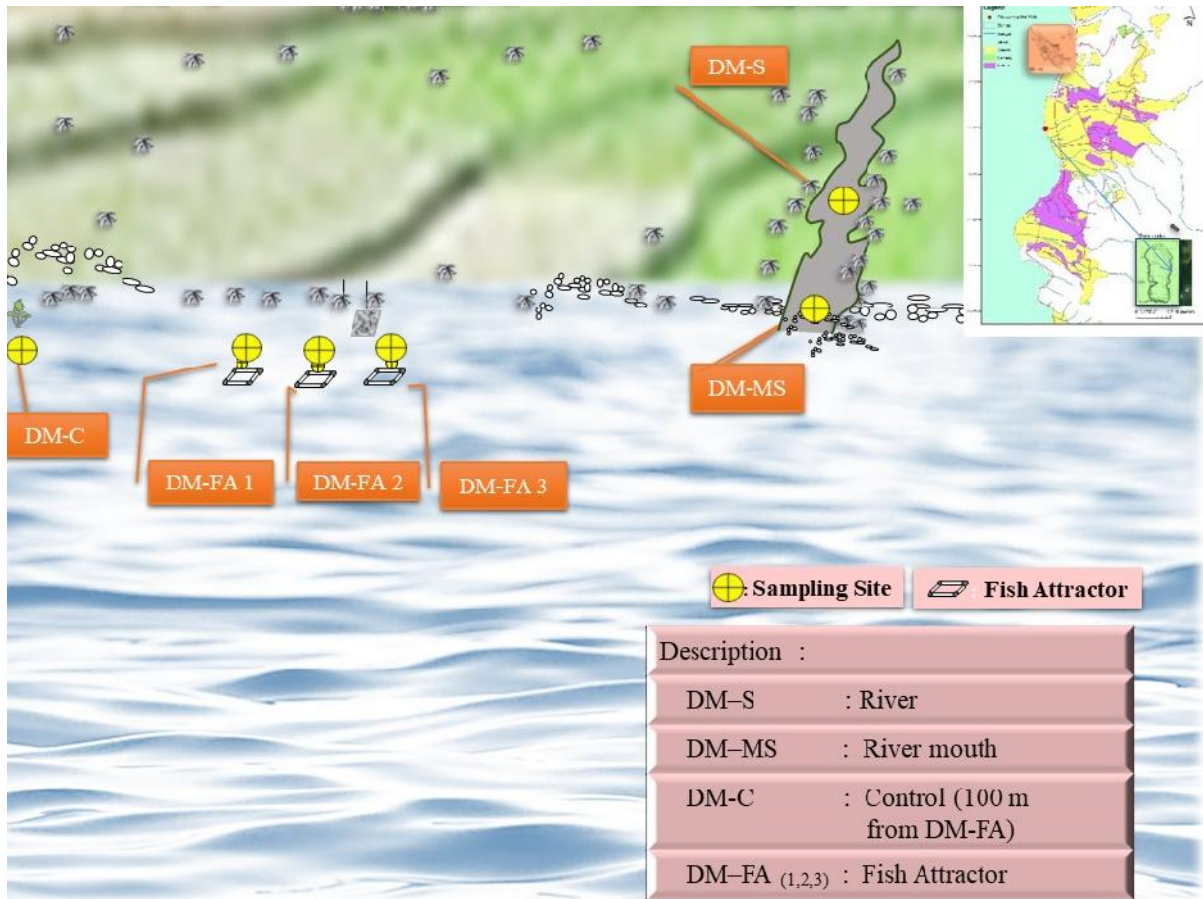 DM-S
N
DM-MS
DM-C
DM-FA 1
DM-FA 2
DM-FA 3
: Sampling Site
: Fish Attractor
Description :
DM–S : River
DM–MS : River mouth
DM-C : Control (100 m
from DM-FA)
DM–FA (1,2,3) : Fish Attractor